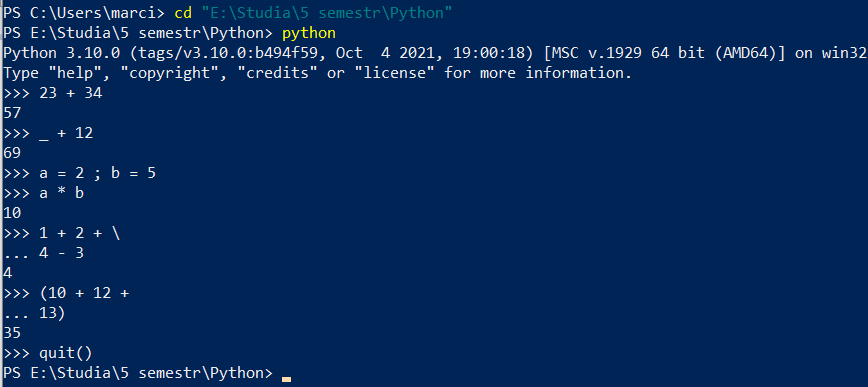 PS C:\Users\marci> cd "E:\Studia\5 semestr\Python"
PS E:\Studia\5 semestr\Python> python
Python 3.10.0 (tags/v3.10.0:b494f59, Oct  4 2021, 19:00:18) [MSC v.1929 64 bit (AMD64)] on win32
Type "help", "copyright", "credits" or "license" for more information.
>>> 23 + 34
57
>>> _ + 12
69
>>> a = 2 ; b = 5
>>> a * b
10
>>> 1 + 2 + \
... 4 - 3
4
>>> (10 + 12 +
... 13)
35
>>> quit()
PS E:\Studia\5 semestr\Python>